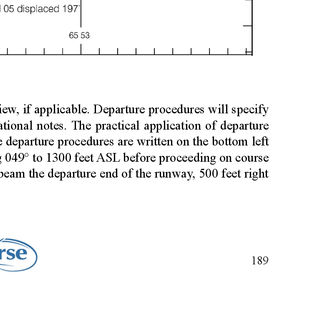 05 displaced 197'
65 53
iew, if applicable. Departure procedures will specify
ational notes. The practical application of departure
e departure procedures are written on the bottom left
g 049° to 1300 feet ASL before proceeding on course
beam the departure end of the runway, 500 feet right
rse
189